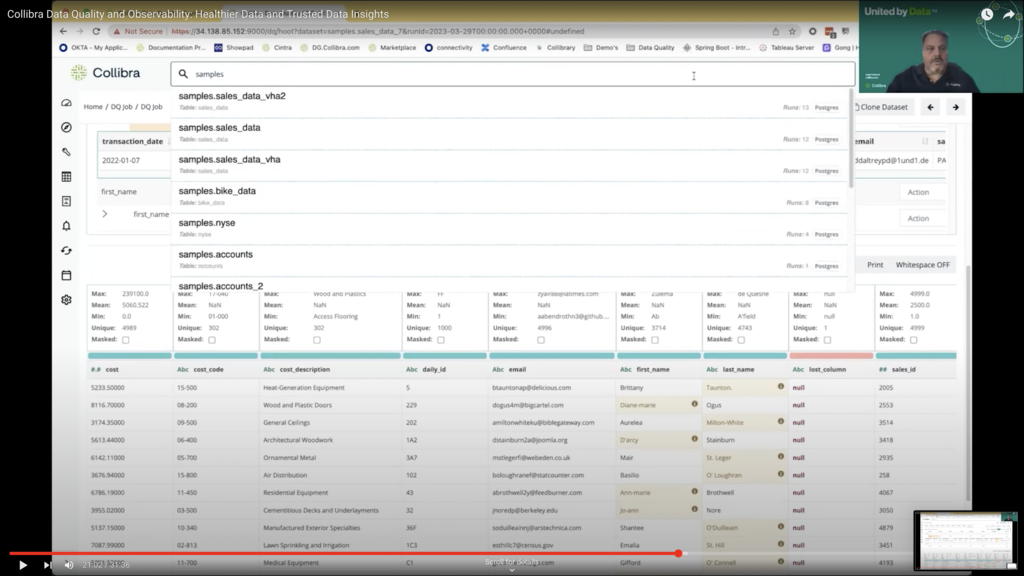 Collibra Data Quality and Observability: Healthier Data and Trusted Data Insights
United by Data
Not Secure https://34.138.85.152:9000/dq/hoot?dataset=samples.sales_data_7&runid=2023-03-29T00:00:00.000+0000#undefined
OKTA - My Applic... Documentation Pr... Showpad Cintra DG.Collibra.com Marketplace connectivity Confluence Collibrary Demo's Data Quality Spring Boot - Intr... Tableau Server Gong
Collibra
samples
Home / DQ Job / DQ Job
Clone Dataset
samples.sales_data_vha2
Table: sales_data Runs: 13 Postgres
samples.sales_data
Table: sales_data Runs: 12 Postgres
samples.sales_data_vha
Table: sales_data Runs: 12 Postgres
samples.bike_data
Table: bike_data Runs: 8 Postgres
samples.nyse
Table: nyse Runs: 4 Postgres
samples.accounts
Table: accounts Runs: 1 Postgres
samples.accounts_2
transaction_date email sa
2022-01-07 ddaltreypd@1und1.de PA
first_name Action
first_name Action
Print Whitespace OFF
Max: 239100.0 Max: 17-040 Max: Wood and Plastics Max: FF Max: zyairdie@latimes.com Max: Zulema Max: de Quesne Max: null Max: 4999.0
Mean: 5060.522 Mean: NaN Mean: NaN Mean: NaN Mean: NaN Mean: NaN Mean: NaN Mean: NaN Mean: 2500.0
Min: 0.0 Min: 01-000 Min: Access Flooring Min: 1 Min: aabendrothn3@github.... Min: Ab Min: A'field Min: null Min: 1.0
Unique: 4989 Unique: 302 Unique: 302 Unique: 1000 Unique: 4996 Unique: 3714 Unique: 4743 Unique: 1 Unique: 4999
Masked: Masked: Masked: Masked: Masked: Masked: Masked: Masked: Masked:
#.# cost Abc cost_code Abc cost_description Abc daily_id Abc email Abc first_name Abc last_name Abc lost_column ## sales_id
5233.50000 15-500 Heat-Generation Equipment 5 btauntonap@delicious.com Brittany Taunton. null 2005
8116.70000 08-200 Wood and Plastic Doors 229 dogus4m@bigcartel.com Diane-marie Ogus null 2553
3174.35000 09-500 General Ceilings 202 amiltonwhiteku@biblegateway.com Aurelea Milton-White null 3514
5613.44000 06-400 Architectural Woodwork 1A2 dstainburn2a@joomla.org D'arcy Stainburn null 3418
6142.11000 05-700 Ornamental Metal 3A7 mstlegerfi@webeden.co.uk Mair St. Leger null 2935
3676.94000 15-800 Air Distribution 102 boloughranef@statcounter.com Basilio O' Loughran null 258
6786.19000 11-450 Residential Equipment 43 abrothwell2y@feedburner.com Ann-marie Brothwell null 4067
3955.02000 03-500 Cementitious Decks and Underlayments 32 jnoredp@berkeley.edu Jo-ann Nore null 3050
5137.15000 10-340 Manufactured Exterior Specialties 36F soduilleainnj@arstechnica.com Shantee O'Dulleain null 4879
7087.99000 02-813 Lawn Sprinkling and Irrigation 1C3 esthillc7@census.gov Emalia St. Hill null 3451
11-700 Medical Equipment C1 Gifford O' Connell null 4193
Scroll for details